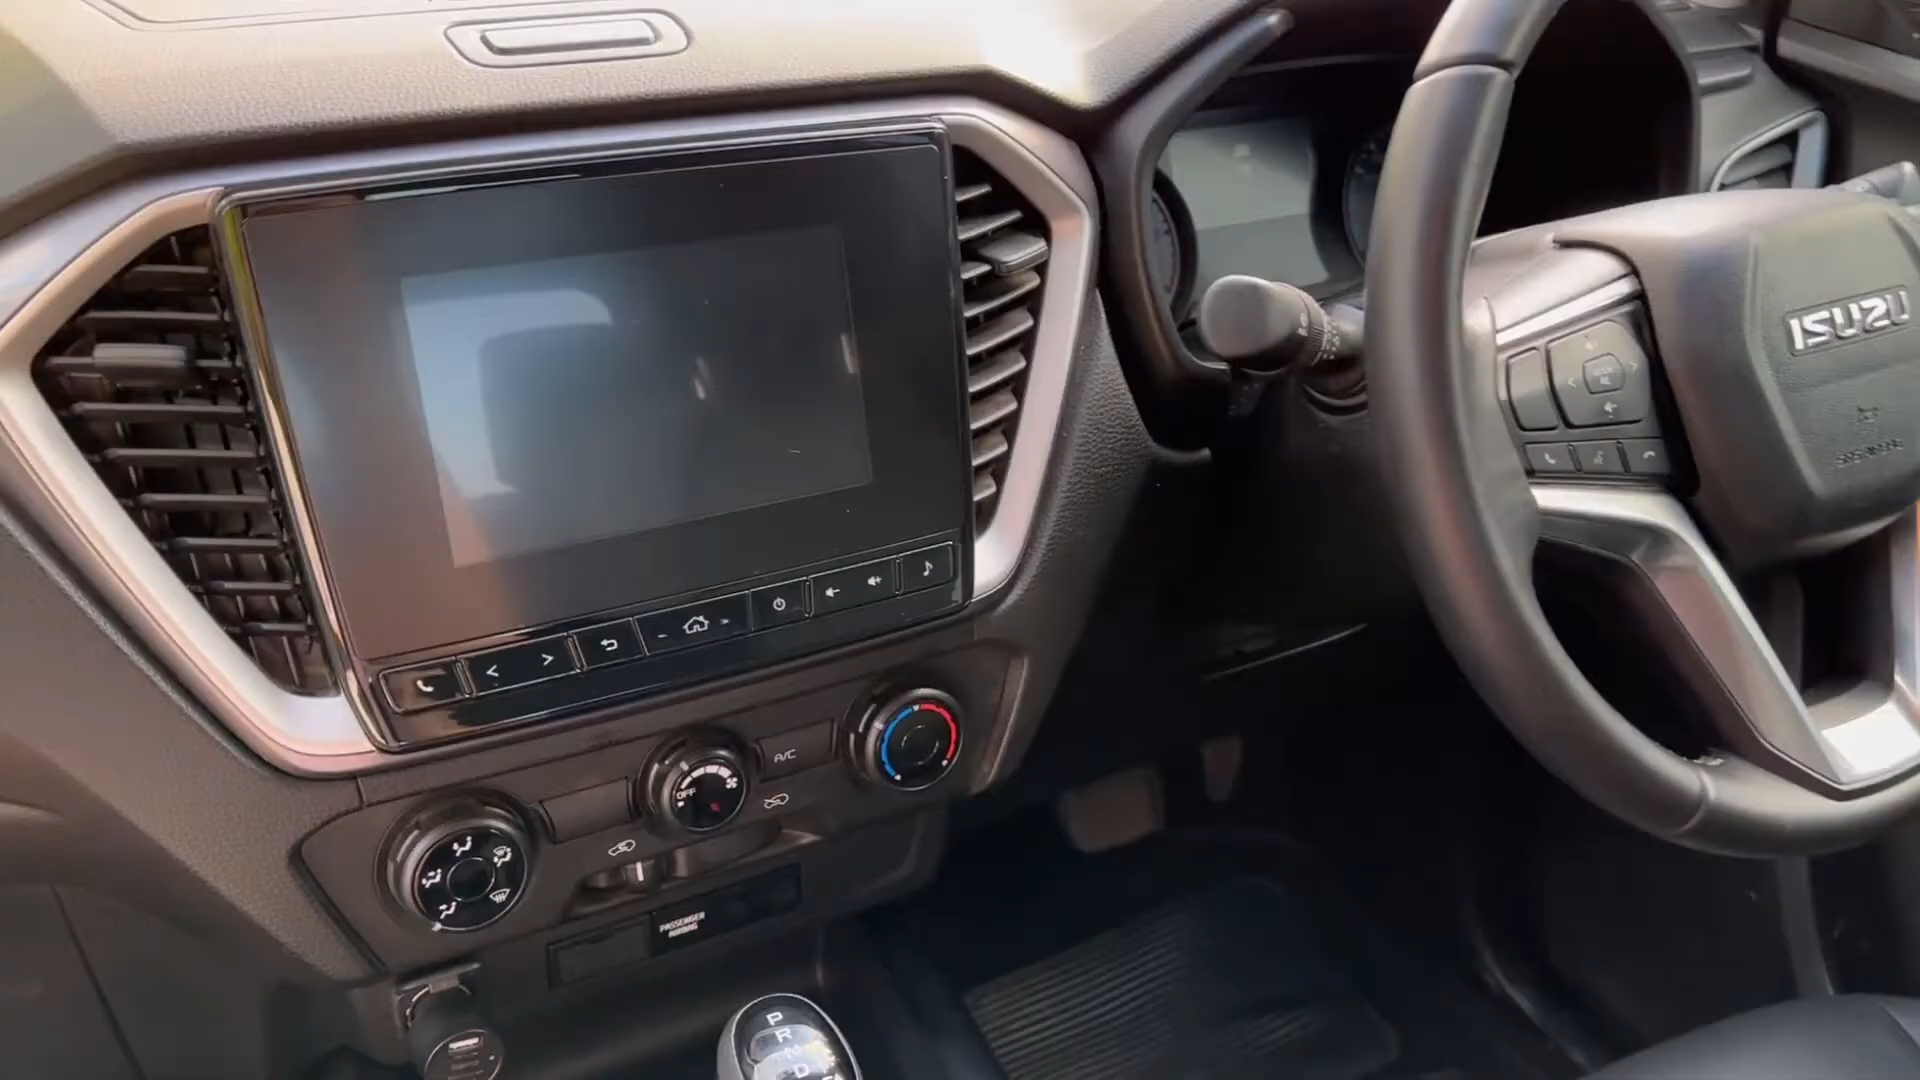 ISUZU
A/C
OFF
PASSENGER
AIRBAG
P
R
N
D